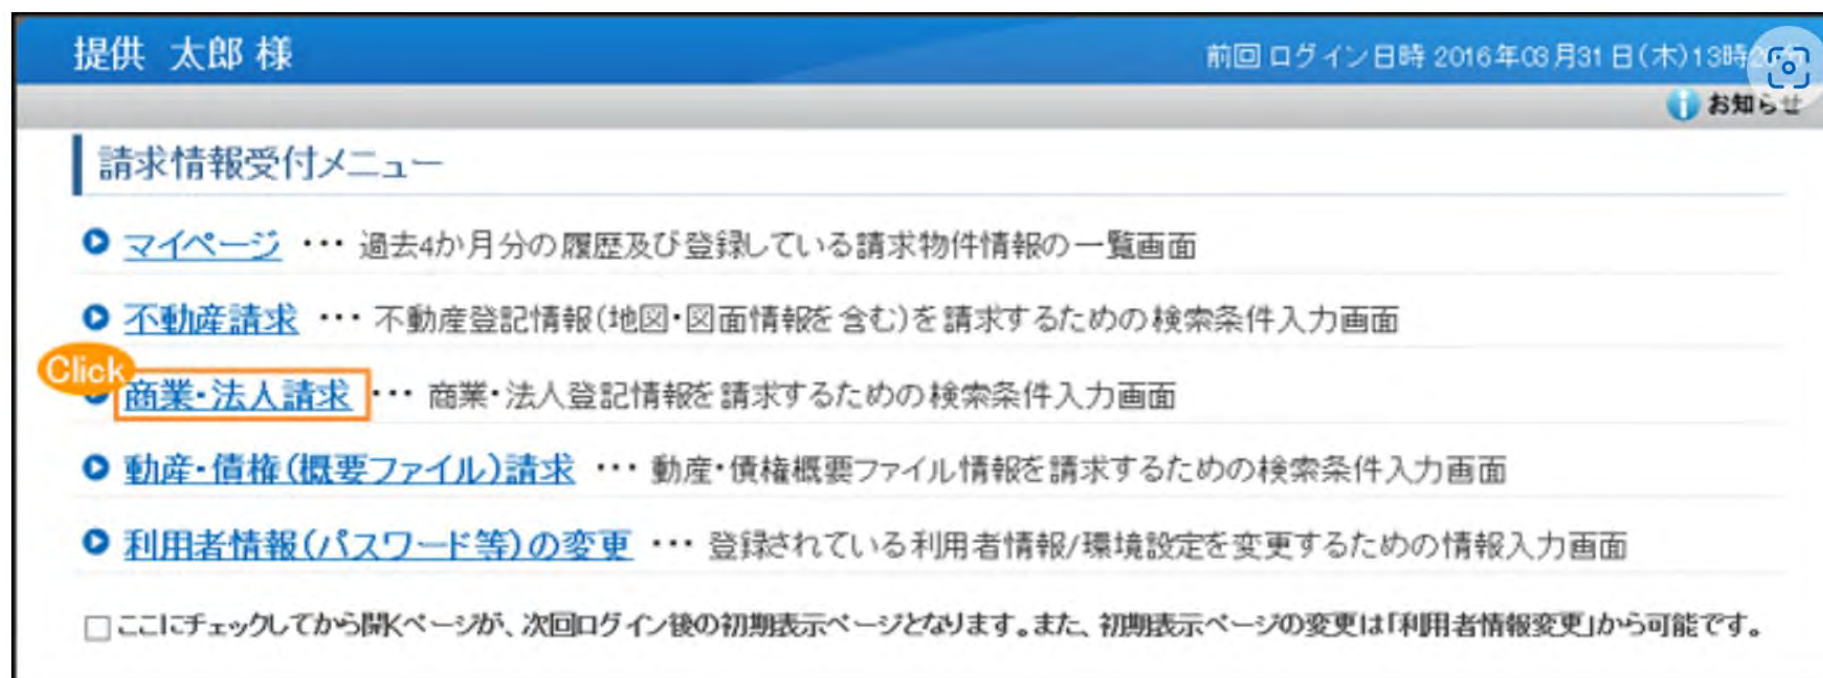 提供 太郎 様
前回 ログイン日時 2016年03月31日(木)13時
お知らせ
請求情報受付メニュー
マイページ ・・・ 過去4か月分の履歴及び登録している請求物件情報の一覧画面
不動産請求 ・・・ 不動産登記情報(地図・図面情報を含む)を請求するための検索条件入力画面
Click
商業・法人請求 ・・・ 商業・法人登記情報を請求するための検索条件入力画面
動産・債権(概要ファイル)請求 ・・・ 動産・債権概要ファイル情報を請求するための検索条件入力画面
利用者情報(パスワード等)の変更 ・・・ 登録されている利用者情報/環境設定を変更するための情報入力画面
ここにチェックしてから開くページが、次回ログイン後の初期表示ページとなります。また、初期表示ページの変更は「利用者情報変更」から可能です。